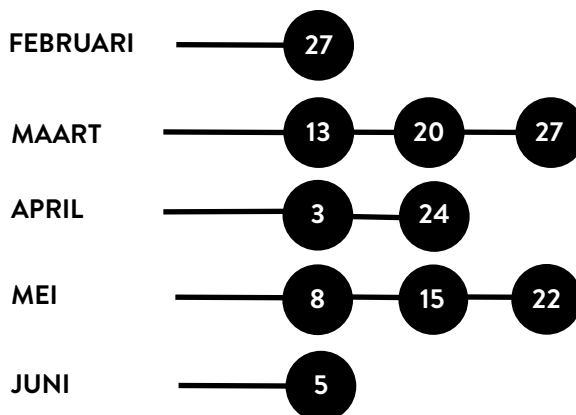 FEBRUARI 27
MAART 13 20 27
APRIL 3 24
MEI 8 15 22
JUNI 5